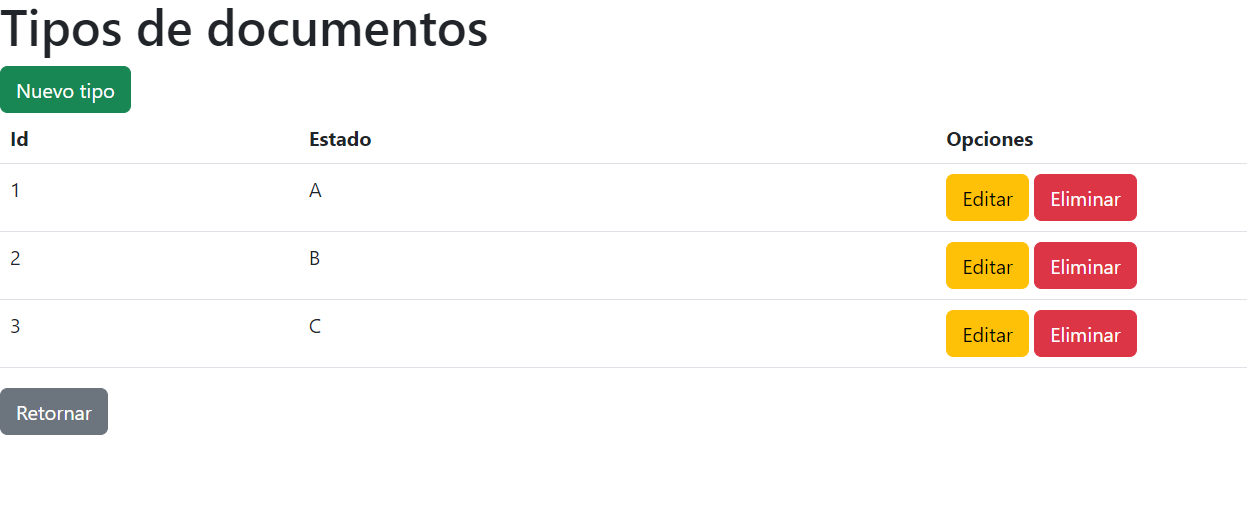 Tipos de documentos
Nuevo tipo
Id Estado Opciones
1 A Editar Eliminar
2 B Editar Eliminar
3 C Editar Eliminar
Retornar